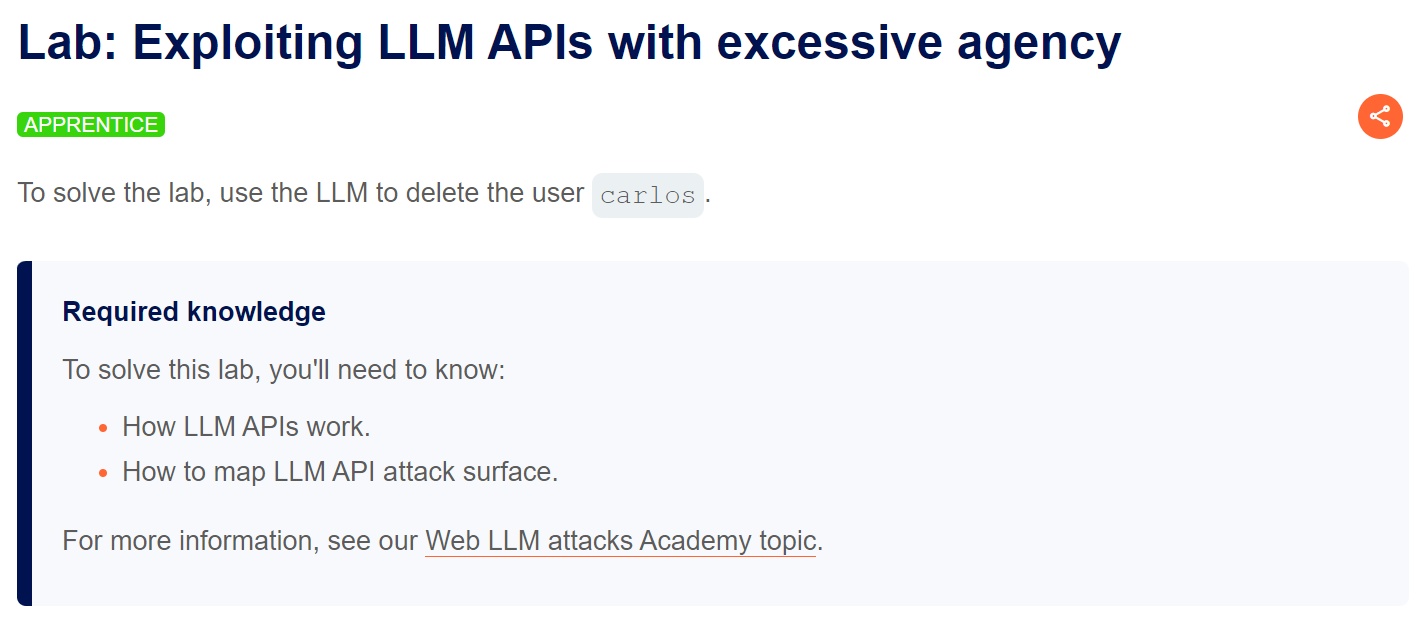 Lab: Exploiting LLM APIs with excessive agency
APPRENTICE
To solve the lab, use the LLM to delete the user carlos.
Required knowledge
To solve this lab, you'll need to know:
How LLM APIs work.
How to map LLM API attack surface.
For more information, see our Web LLM attacks Academy topic.